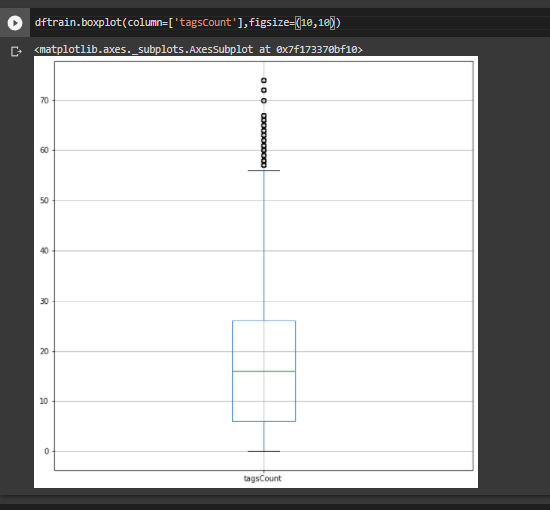 dftrain.boxplot(column=['tagsCount'],figsize=(10,10))
<matplotlib.axes._subplots.AxesSubplot at 0x7f173370bf10>
70
60
50
40
30
20
10
0
tagsCount